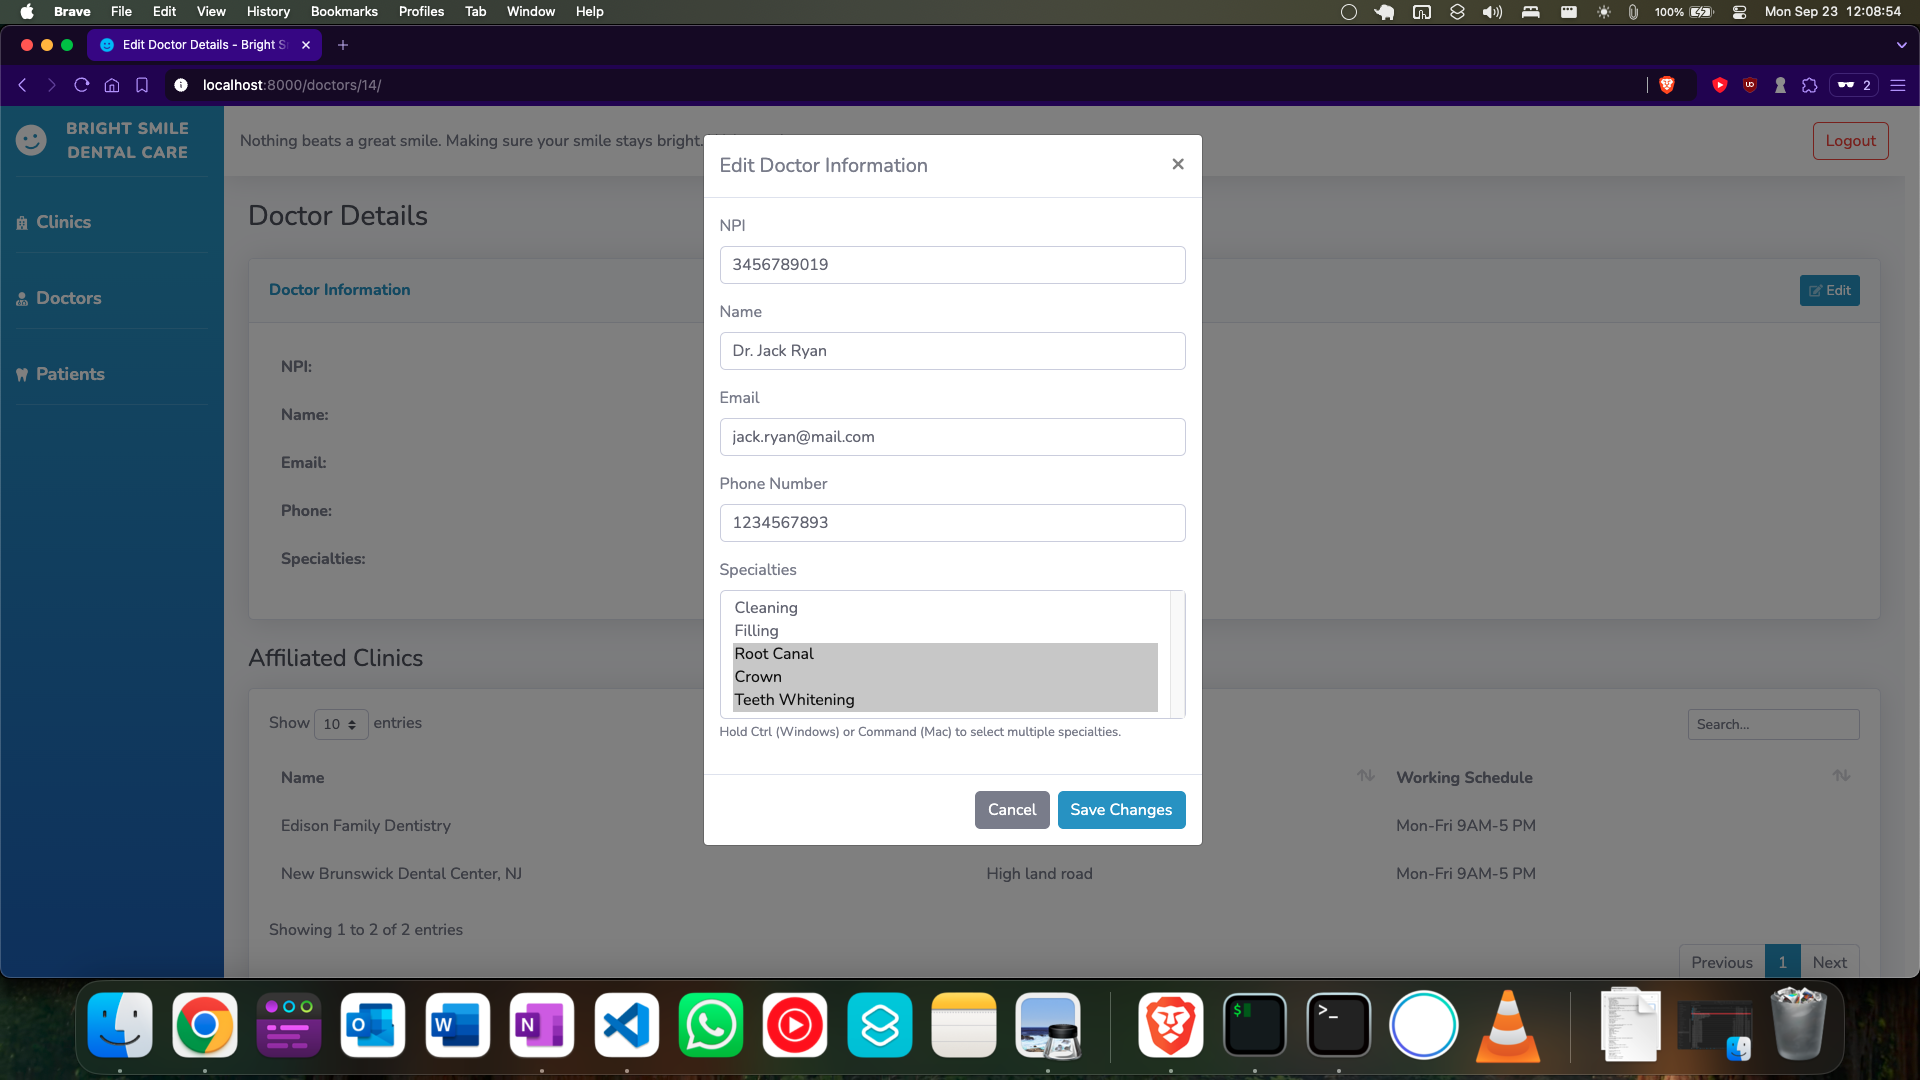 Brave File Edit View History Bookmarks Profiles Tab Window Help 100% Mon Sep 23 12:08:54
Edit Doctor Details - Bright
localhost:8000/doctors/14/ 2
BRIGHT SMILE
DENTAL CARE
Nothing beats a great smile. Making sure your smile stays bright.
Logout
Clinics
Doctors
Patients
Doctor Details
Doctor Information
Edit
NPI:
Name:
Email:
Phone:
Specialties:
Edit Doctor Information
×
NPI
3456789019
Name
Dr. Jack Ryan
Email
jack.ryan@mail.com
Phone Number
1234567893
Specialties
Cleaning
Filling
Root Canal
Crown
Teeth Whitening
Hold Ctrl (Windows) or Command (Mac) to select multiple specialties.
Cancel Save Changes
Affiliated Clinics
Show 10 entries
Search...
Name Working Schedule
Edison Family Dentistry Mon-Fri 9AM-5 PM
New Brunswick Dental Center, NJ High land road Mon-Fri 9AM-5 PM
Showing 1 to 2 of 2 entries
Previous 1 Next